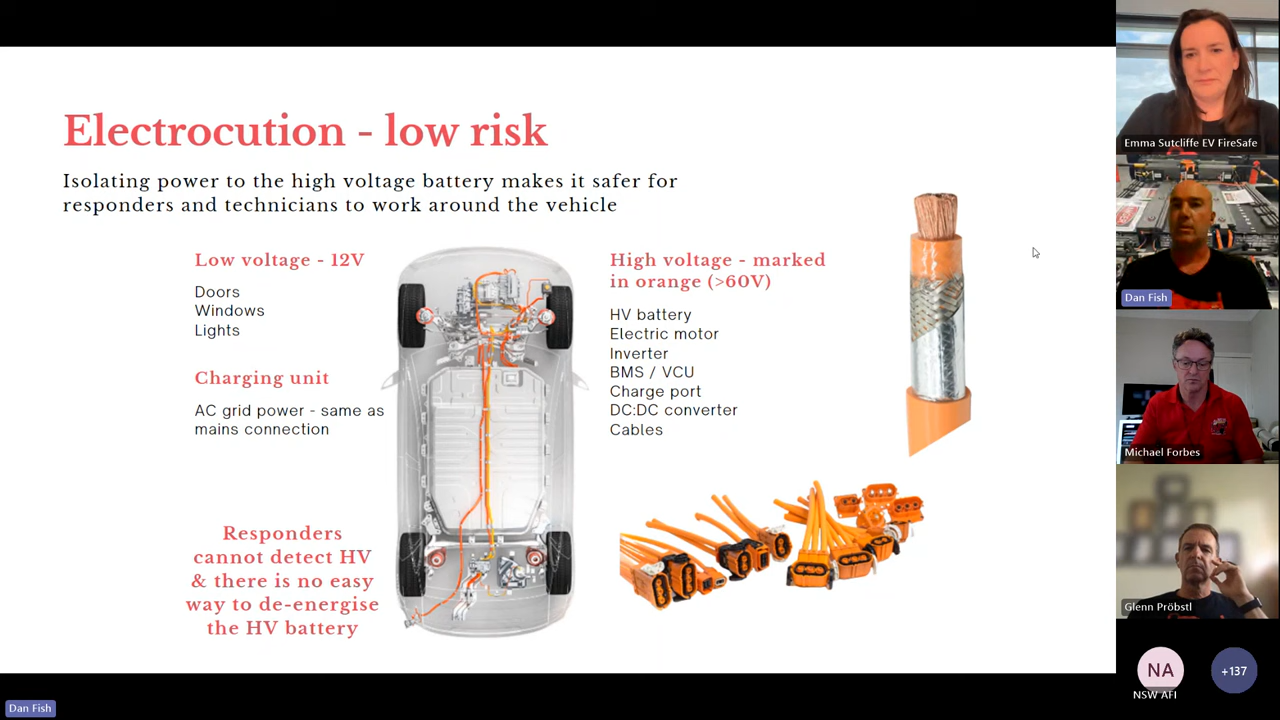 Electrocution - low risk
Isolating power to the high voltage battery makes it safer for
responders and technicians to work around the vehicle
Low voltage - 12V
Doors
Windows
Lights
Charging unit
AC grid power - same as
mains connection
Responders
cannot detect HV
& there is no easy
way to de-energise
the HV battery
High voltage - marked
in orange (>60V)
HV battery
Electric motor
Inverter
BMS / VCU
Charge port
DC:DC converter
Cables
Emma Sutcliffe EV FireSafe
Dan Fish
Michael Forbes
Glenn Pröbstl
NA
NSW AFI
+137
Dan Fish